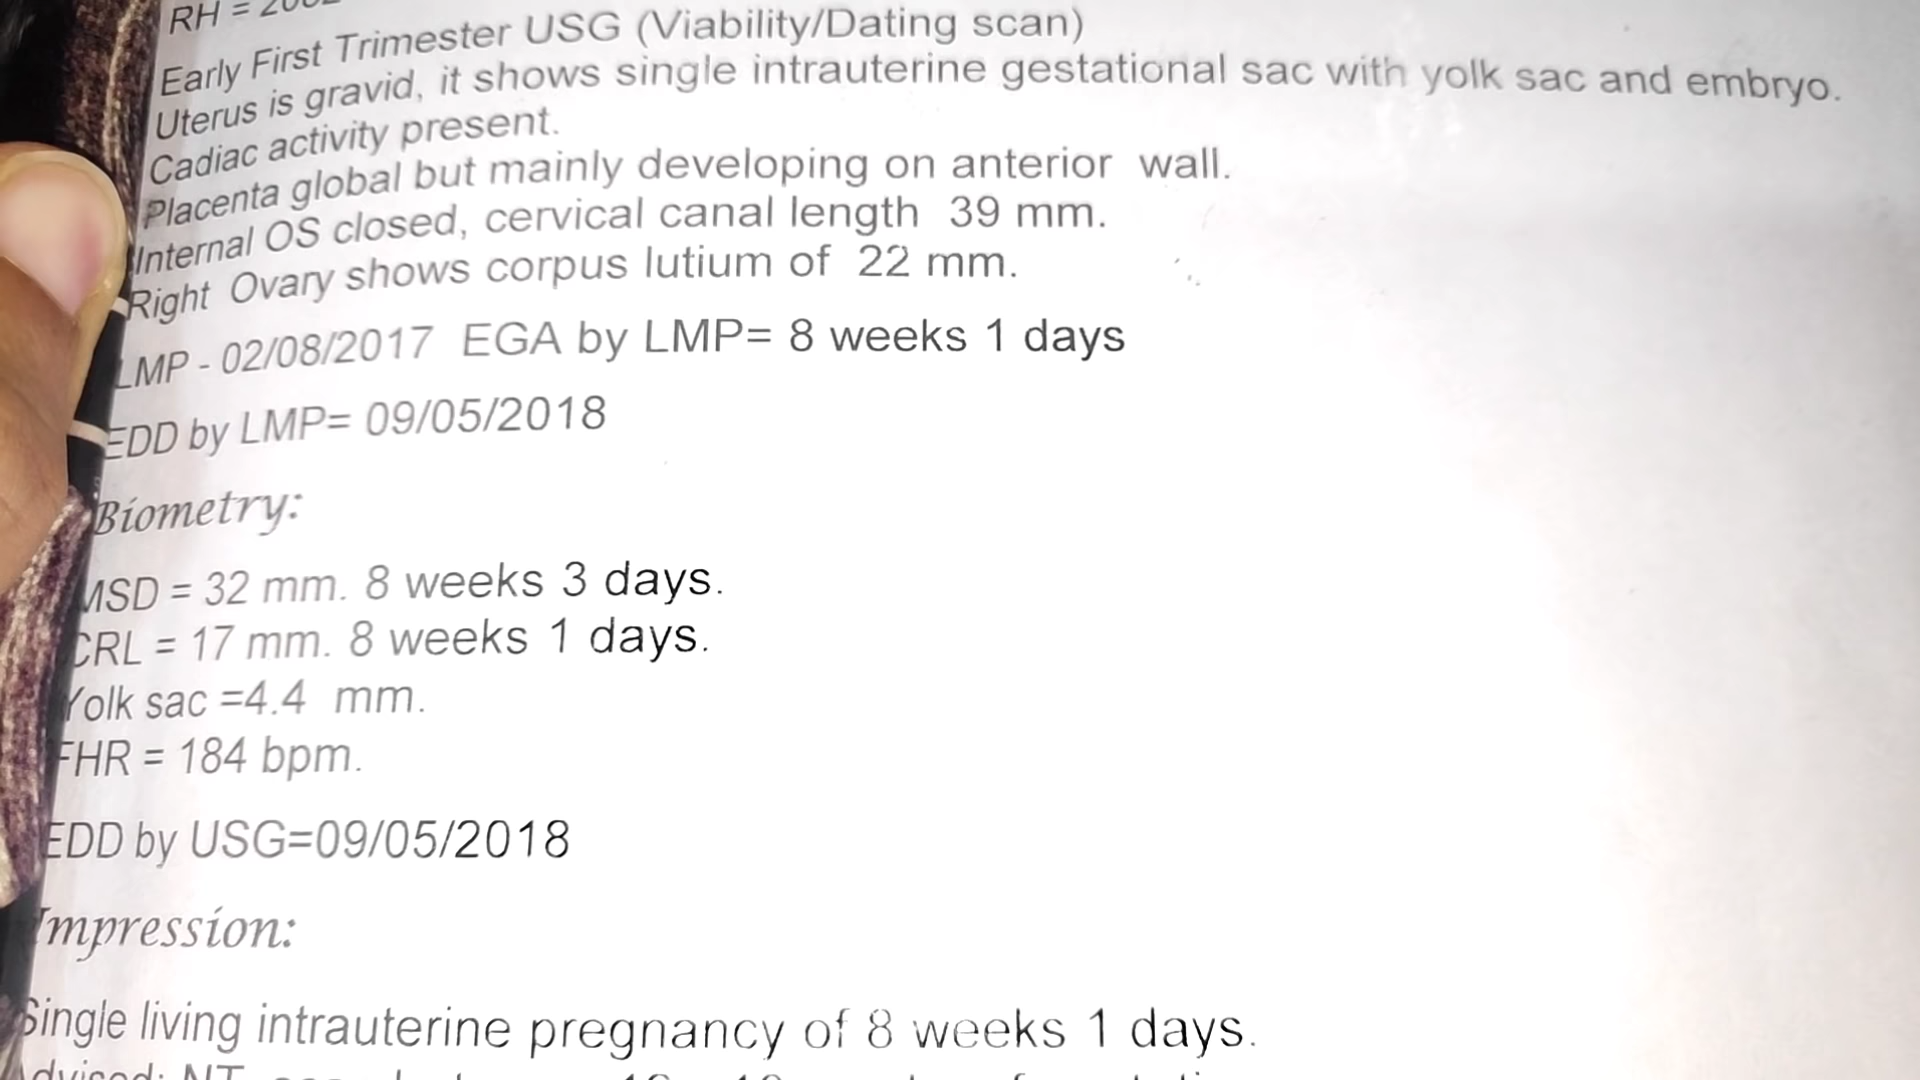 RH =
Early First Trimester USG (Viability/Dating scan)
Uterus is gravid, it shows single intrauterine gestational sac with yolk sac and embryo.
Cadiac activity present.
Placenta global but mainly developing on anterior wall.
Internal OS closed, cervical canal length 39 mm.
Right Ovary shows corpus lutium of 22 mm.
LMP - 02/08/2017 EGA by LMP= 8 weeks 1 days
EDD by LMP= 09/05/2018
Biometry:
MSD = 32 mm. 8 weeks 3 days.
CRL = 17 mm. 8 weeks 1 days.
Yolk sac =4.4 mm.
FHR = 184 bpm.
EDD by USG=09/05/2018
Impression:
Single living intrauterine pregnancy of 8 weeks 1 days.
Advised: NT